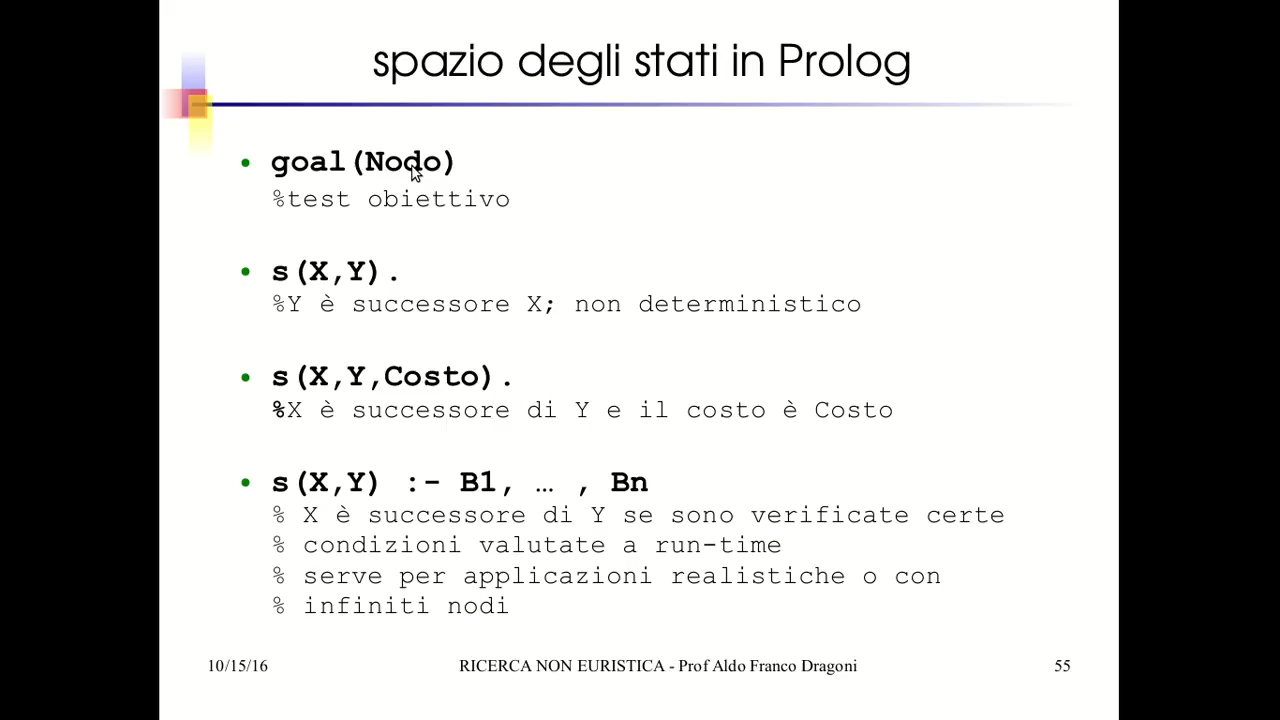 spazio degli stati in Prolog
• goal(Nodo)
%test obiettivo
• s(X,Y).
%Y è successore X; non deterministico
• s(X,Y,Costo).
%X è successore di Y e il costo è Costo
• s(X,Y) :- B1, … , Bn
% X è successore di Y se sono verificate certe
% condizioni valutate a run-time
% serve per applicazioni realistiche o con
% infiniti nodi
10/15/16 RICERCA NON EURISTICA - Prof Aldo Franco Dragoni 55